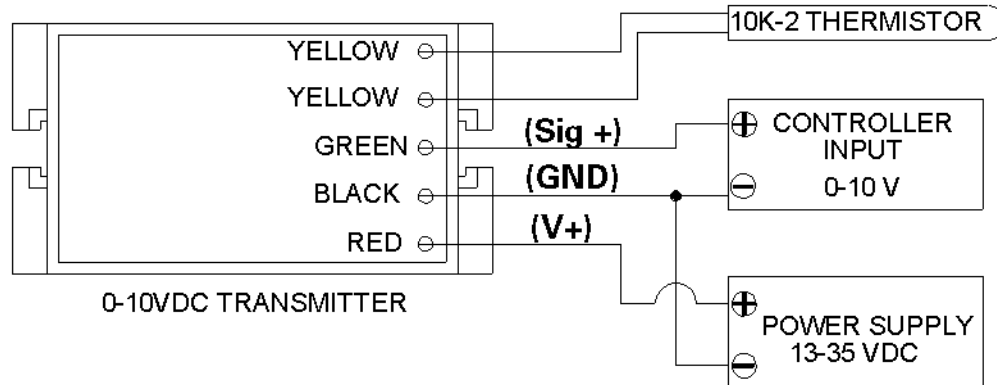 YELLOW
YELLOW
GREEN
BLACK
RED
0-10VDC TRANSMITTER
(Sig +)
(GND)
(V+)
10K-2 THERMISTOR
+ CONTROLLER
INPUT
- 0-10 V
+ POWER SUPPLY
13-35 VDC
-